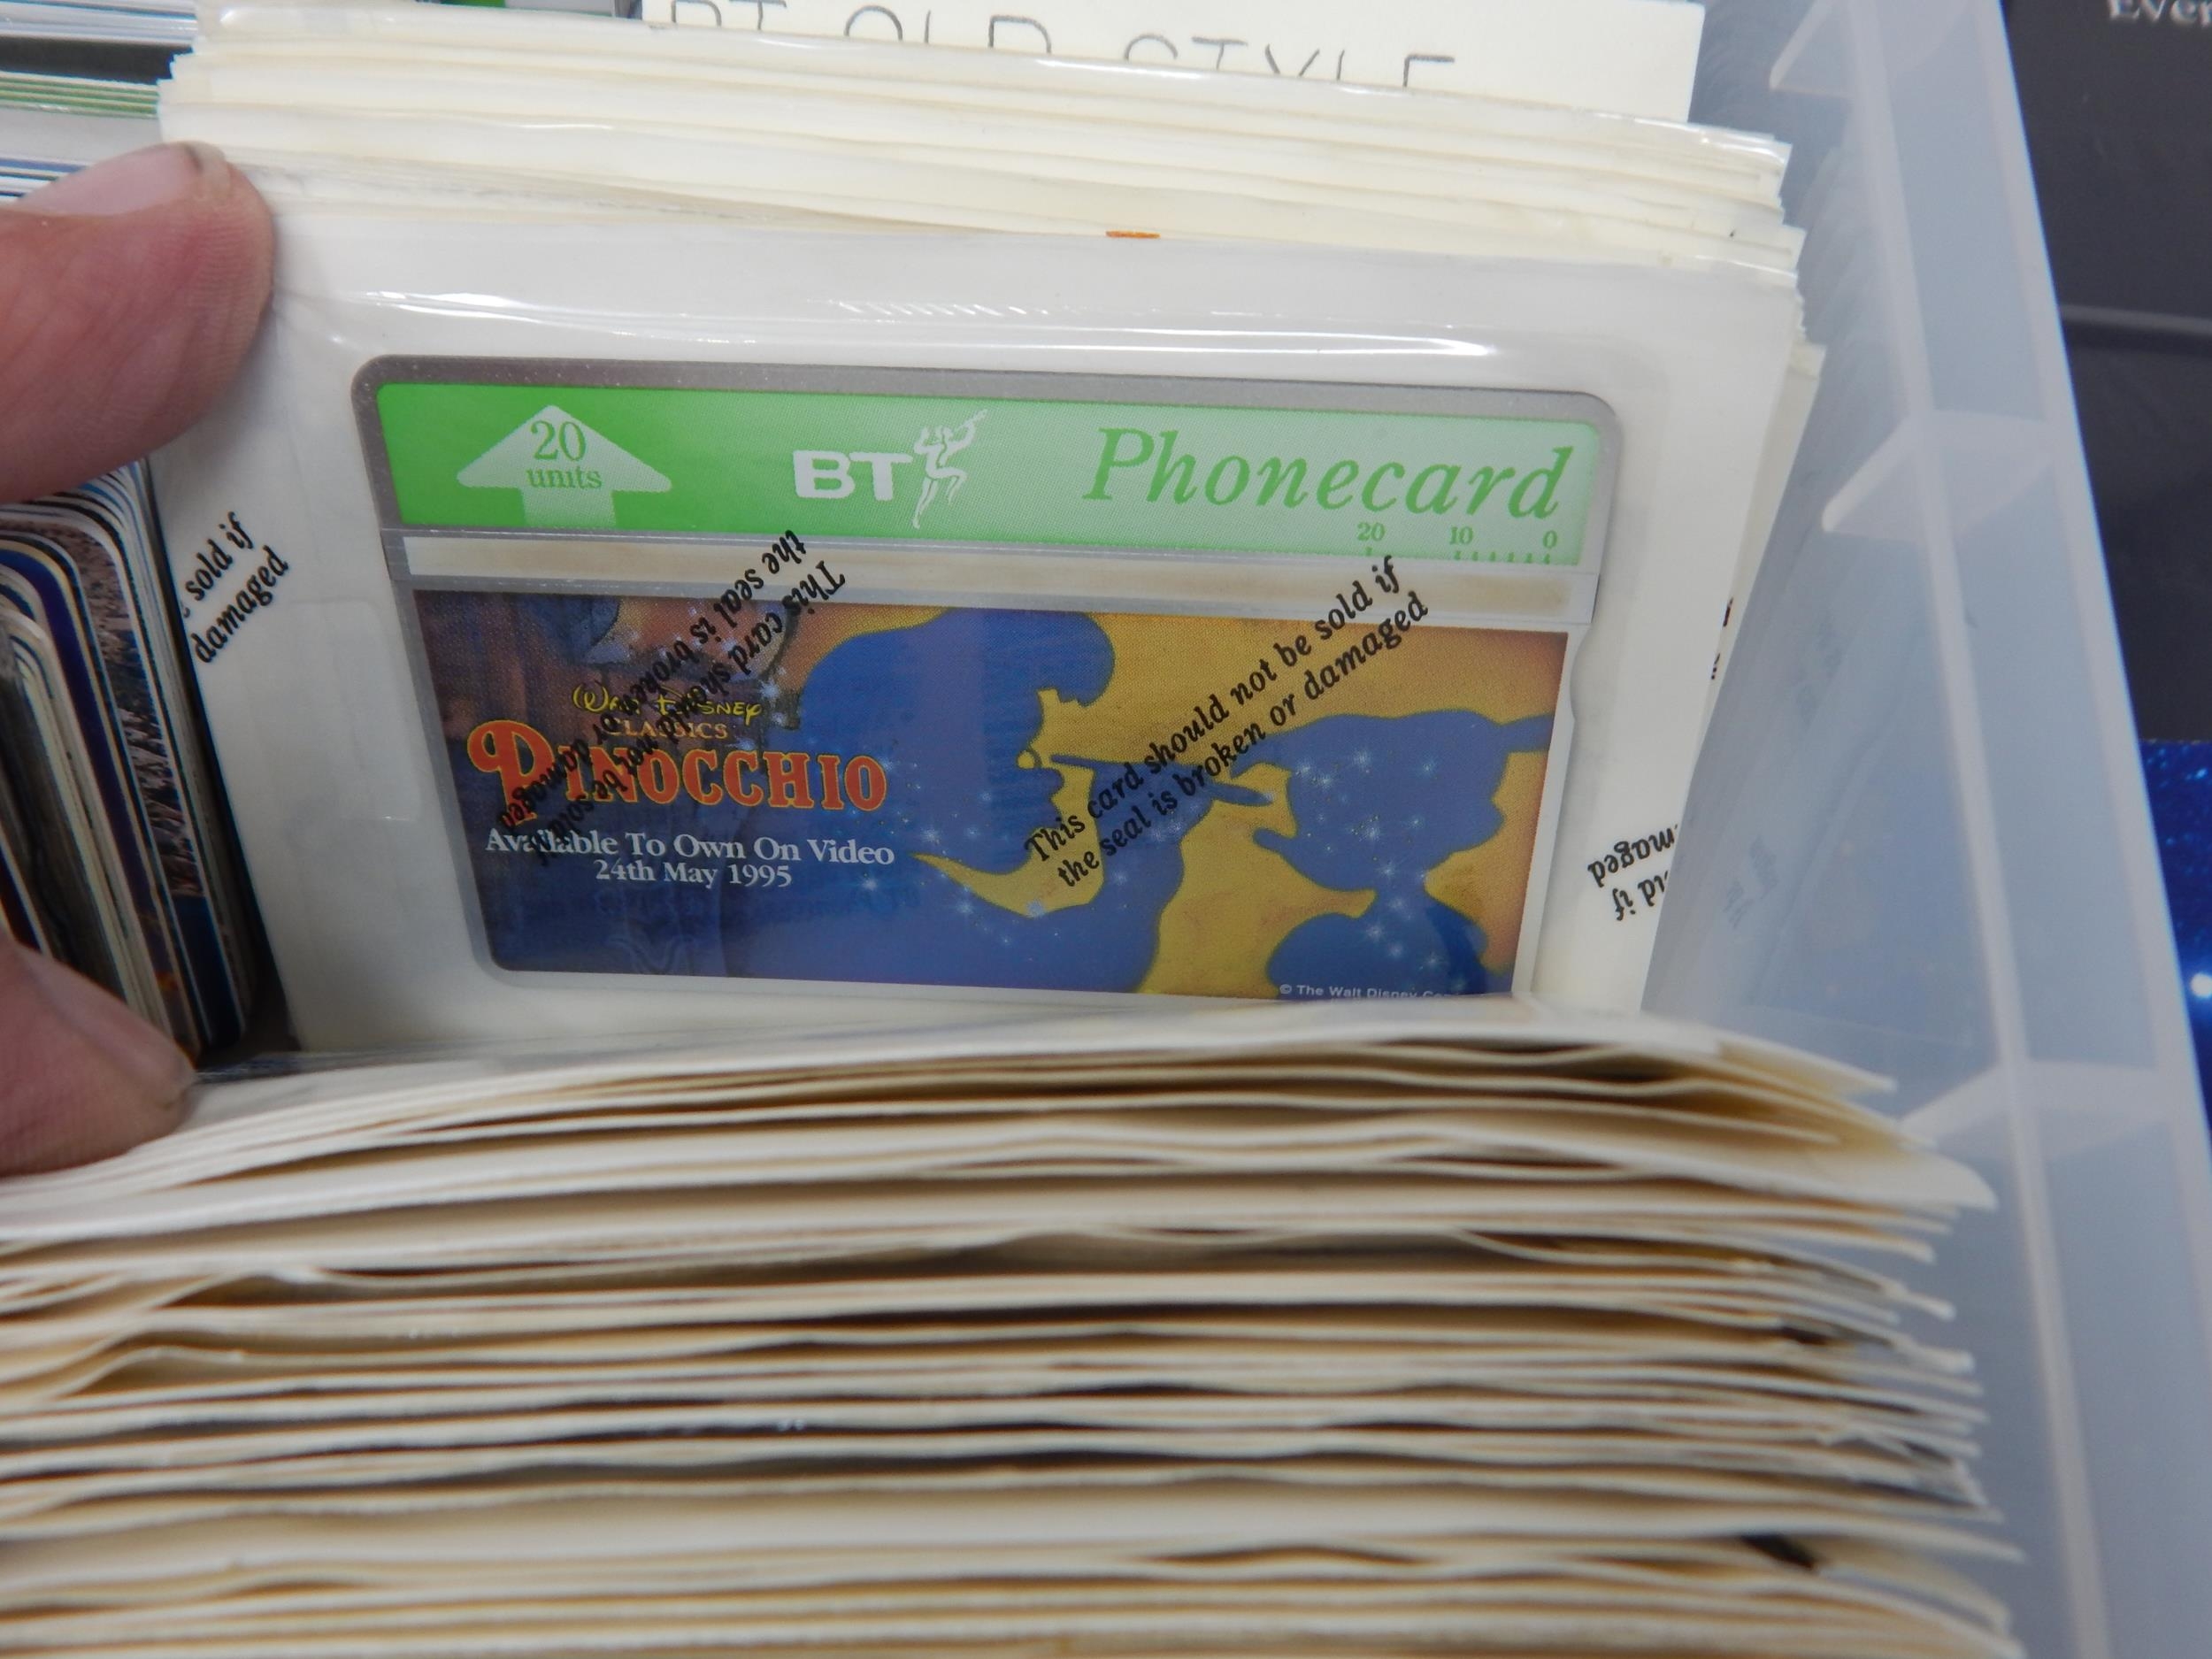 BT OLD STYLE
Ever
20
units
BT
Phonecard
20 10 0
sold if
damaged
This card should not be sold if
the seal is broken or damaged
This card should not be sold if
the seal is broken or damaged
WALT DISNEY
CLASSICS
PINOCCHIO
Available To Own On Video
24th May 1995
© The Walt Disney
if